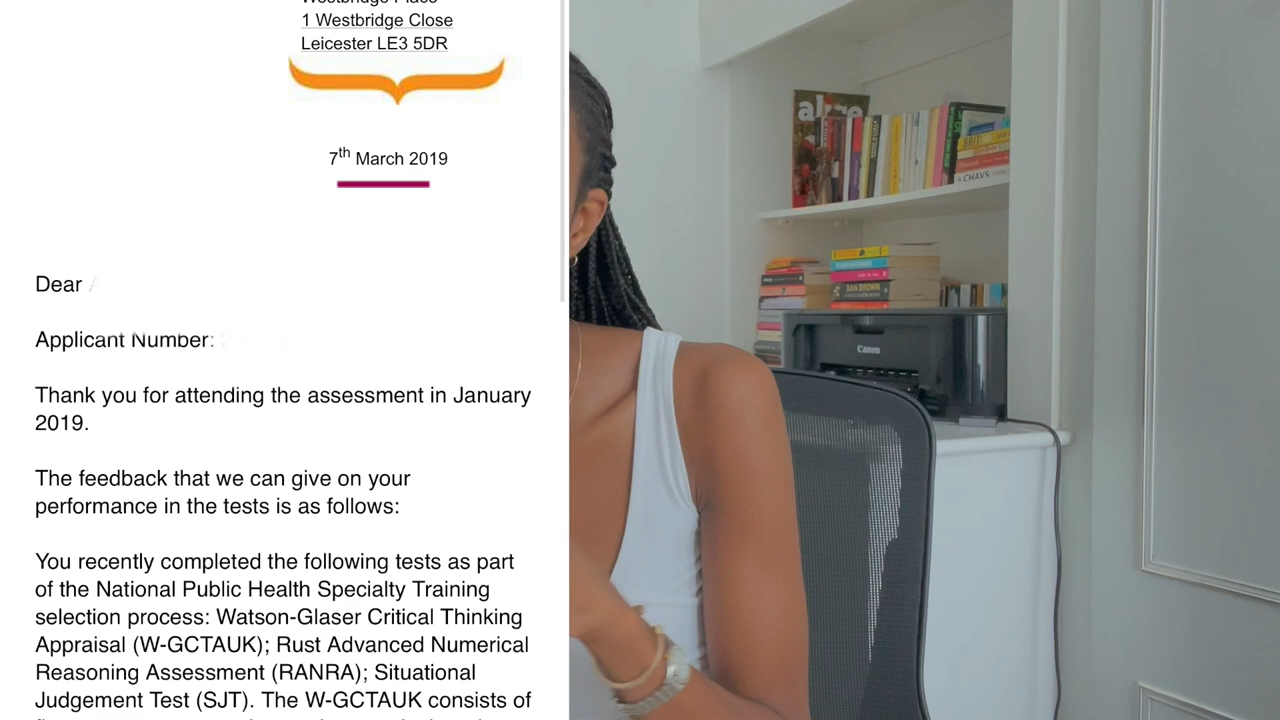 1 Westbridge Close
Leicester LE3 5DR
7th March 2019
Dear
Applicant Number:
Thank you for attending the assessment in January
2019.
The feedback that we can give on your
performance in the tests is as follows:
You recently completed the following tests as part
of the National Public Health Specialty Training
selection process: Watson-Glaser Critical Thinking
Appraisal (W-GCTAUK); Rust Advanced Numerical
Reasoning Assessment (RANRA); Situational
Judgement Test (SJT). The W-GCTAUK consists of
CHAVS
DAN BROWN
Canon